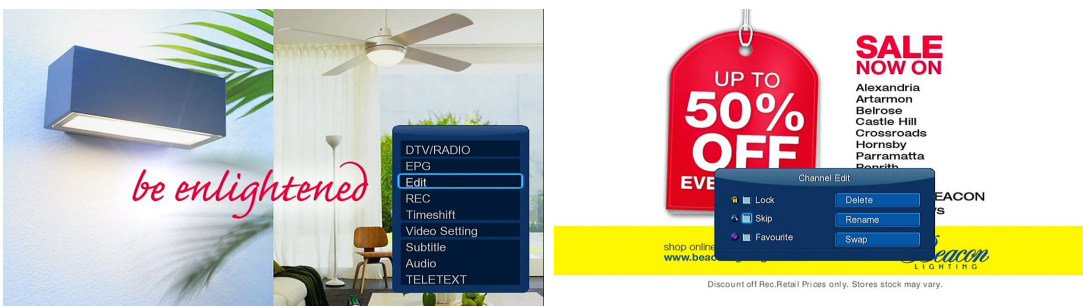 be enlightened
DTV/RADIO
EPG
Edit
REC
Timeshift
Video Setting
Subtitle
Audio
TELETEXT
UP TO
50%
OFF
SALE
NOW ON
Alexandria
Artarmon
Belrose
Castle Hill
Crossroads
Hornsby
Parramatta
Channel Edit
Lock
Skip
Favourite
Delete
Rename
Swap
shop online
Beacon
LIGHTING
Discount off Rec.Retail Prices only. Stores stock may vary.